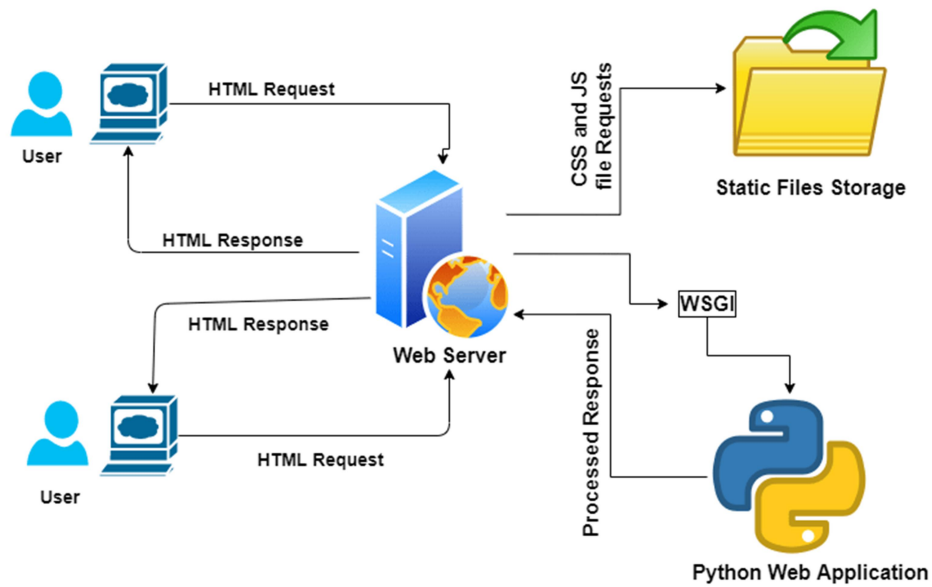 HTML Request
User
CSS and JS
file Requests
Static Files Storage
HTML Response
HTML Response
WSGI
Web Server
Processed Response
HTML Request
User
Python Web Application